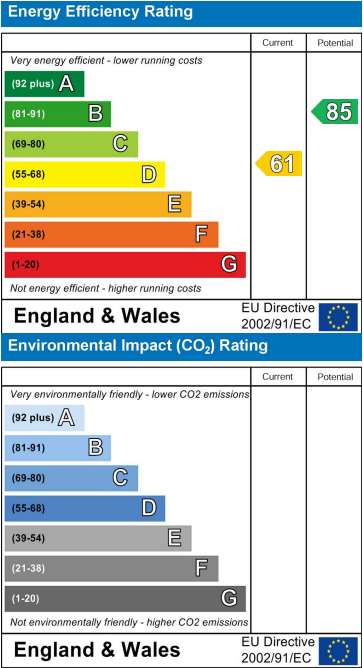 Energy Efficiency Rating
Current Potential
Very energy efficient - lower running costs
(92 plus) A
(81-91) B
85
(69-80) C
(55-68) D
61
(39-54) E
(21-38) F
(1-20) G
Not energy efficient - higher running costs
England & Wales
EU Directive
2002/91/EC
Environmental Impact (CO₂) Rating
Current Potential
Very environmentally friendly - lower CO2 emissions
(92 plus) A
(81-91) B
(69-80) C
(55-68) D
(39-54) E
(21-38) F
(1-20) G
Not environmentally friendly - higher CO2 emissions
England & Wales
EU Directive
2002/91/EC